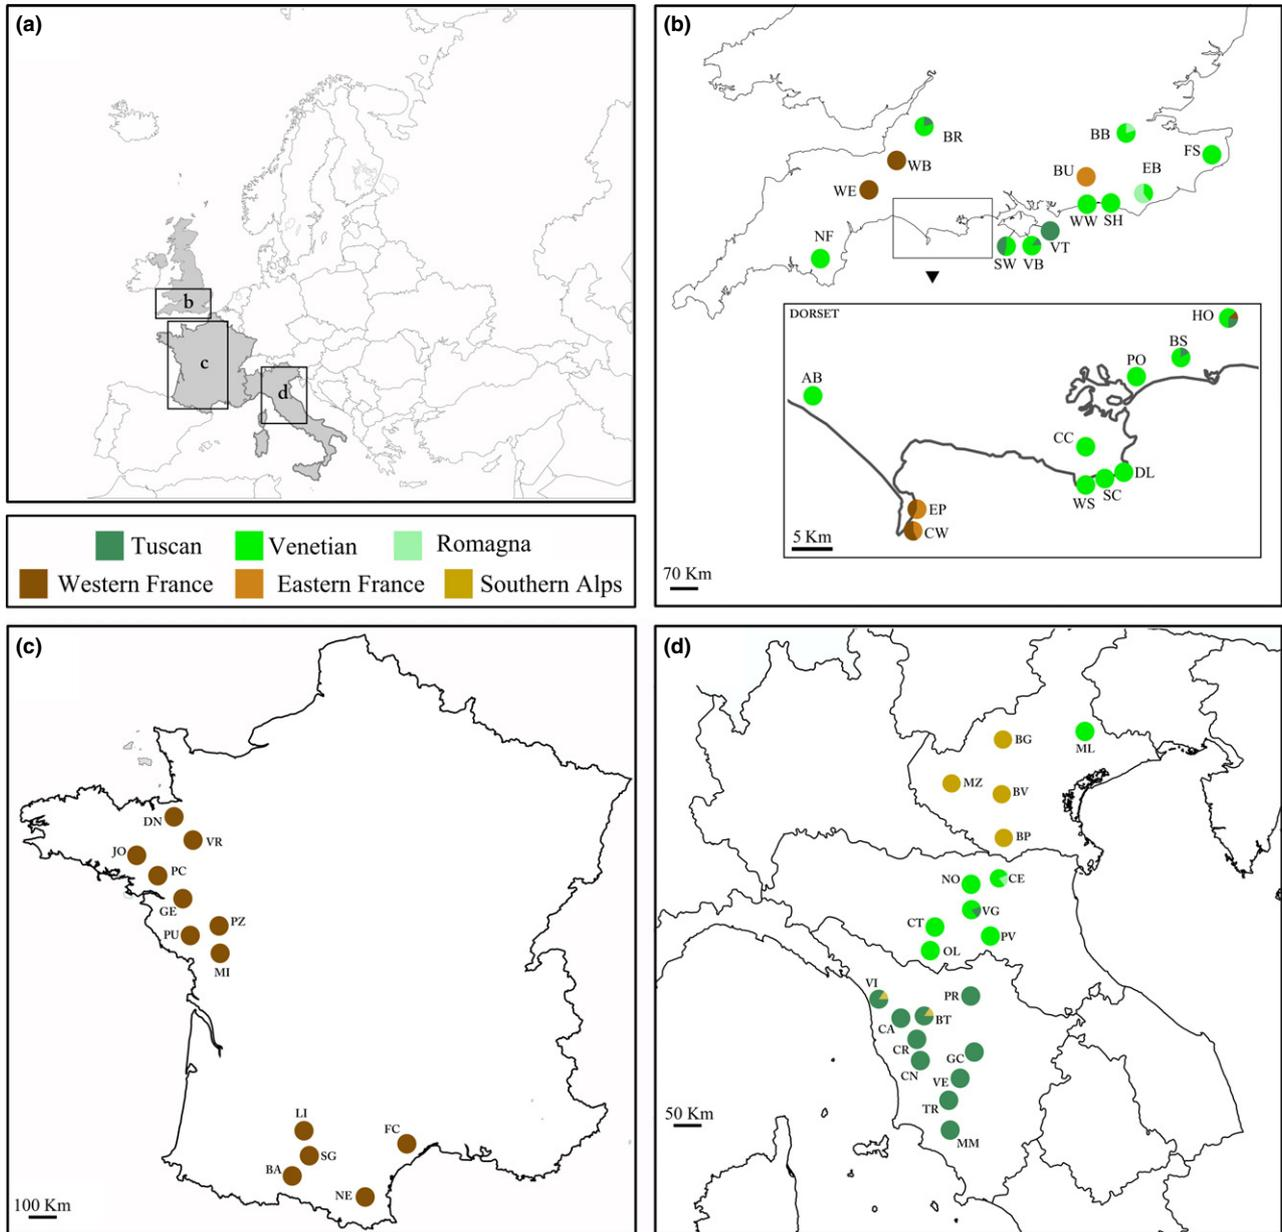 (a)
b
c
d
Tuscan Venetian Romagna
Western France Eastern France Southern Alps
(b)
BR
BB
FS
WB
EB
BU
WE
WW SH
NF
VT
SW VB
DORSET
HO
BS
PO
AB
CC
DL
SC
WS
EP
CW
5 Km
70 Km
(c)
DN
VR
JO
PC
GE
PZ
PU
MI
LI
FC
SG
BA
NE
100 Km
(d)
BG
ML
MZ
BV
BP
NO
CE
VG
CT
PV
OL
VI
PR
CA
BT
CR
GC
CN
VE
TR
MM
50 Km